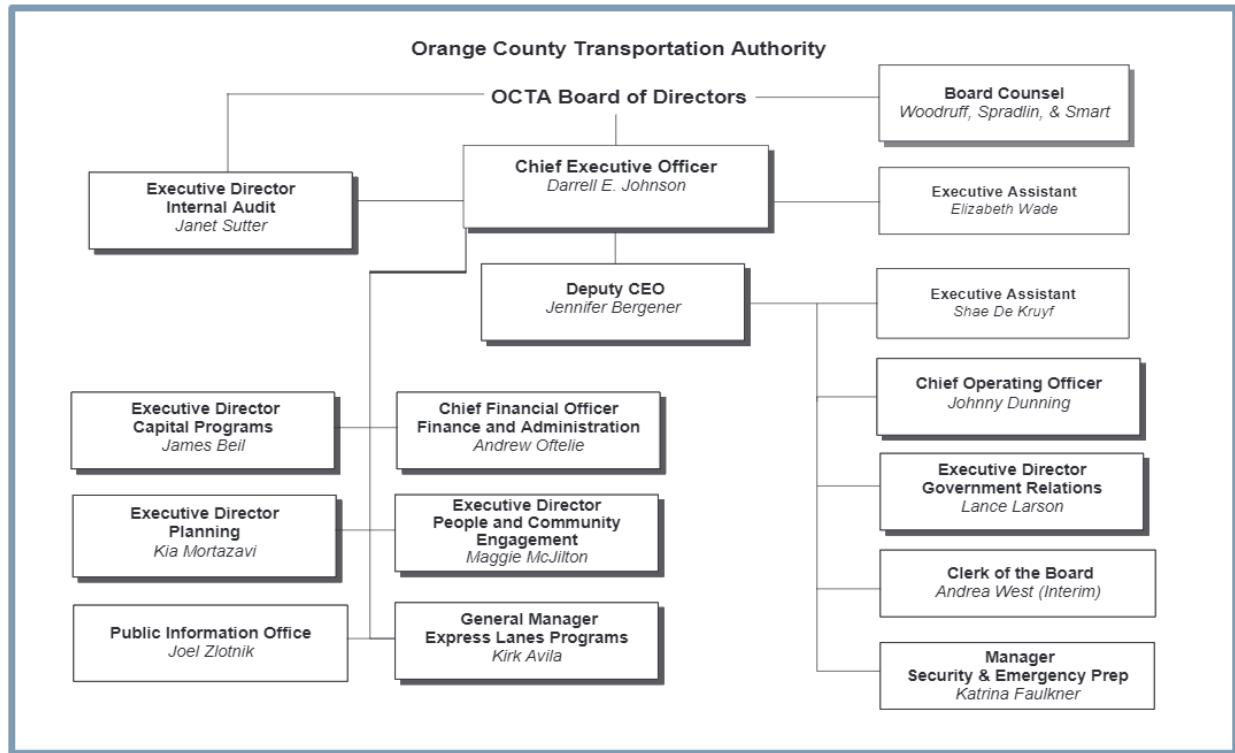 Orange County Transportation Authority
OCTA Board of Directors
Board Counsel
Woodruff, Spradlin, & Smart
Chief Executive Officer
Darrell E. Johnson
Executive Director
Internal Audit
Janet Sutter
Executive Assistant
Elizabeth Wade
Deputy CEO
Jennifer Bergener
Executive Assistant
Shae De Kruyf
Executive Director
Capital Programs
James Beil
Chief Financial Officer
Finance and Administration
Andrew Oftelie
Chief Operating Officer
Johnny Dunning
Executive Director
Planning
Kia Mortazavi
Executive Director
People and Community
Engagement
Maggie McJilton
Executive Director
Government Relations
Lance Larson
Clerk of the Board
Andrea West (Interim)
Public Information Office
Joel Zlotnik
General Manager
Express Lanes Programs
Kirk Avila
Manager
Security & Emergency Prep
Katrina Faulkner